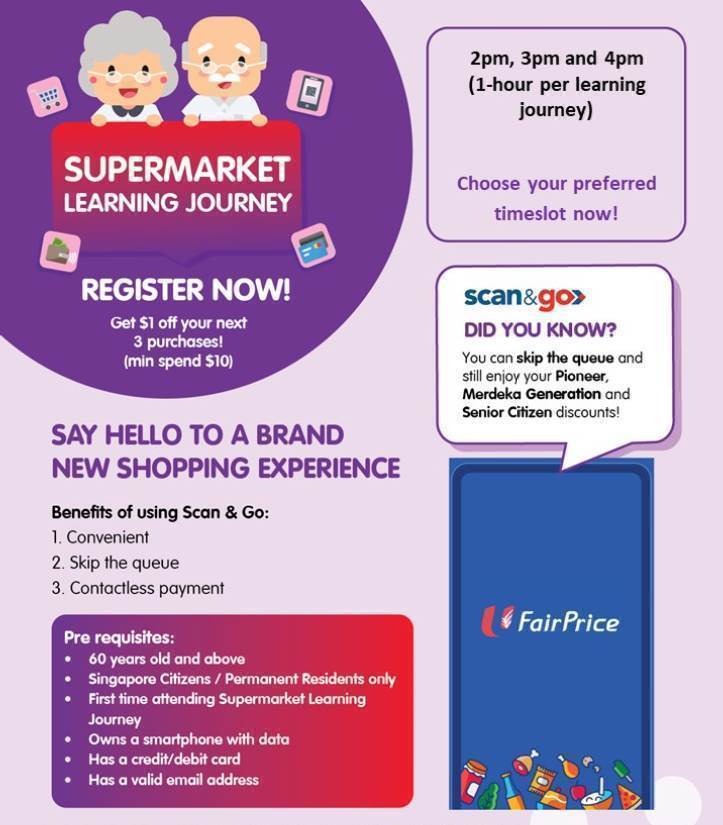 SUPERMARKET
LEARNING JOURNEY
REGISTER NOW!
Get $1 off your next
3 purchases!
(min spend $10)
2pm, 3pm and 4pm
(1-hour per learning
journey)
Choose your preferred
timeslot now!
scan&go
DID YOU KNOW?
You can skip the queue and
still enjoy your Pioneer,
Merdeka Generation and
Senior Citizen discounts!
SAY HELLO TO A BRAND
NEW SHOPPING EXPERIENCE
Benefits of using Scan & Go:
1. Convenient
2. Skip the queue
3. Contactless payment
Pre requisites:
• 60 years old and above
• Singapore Citizens / Permanent Residents only
• First time attending Supermarket Learning
Journey
• Owns a smartphone with data
• Has a credit/debit card
• Has a valid email address
FairPrice